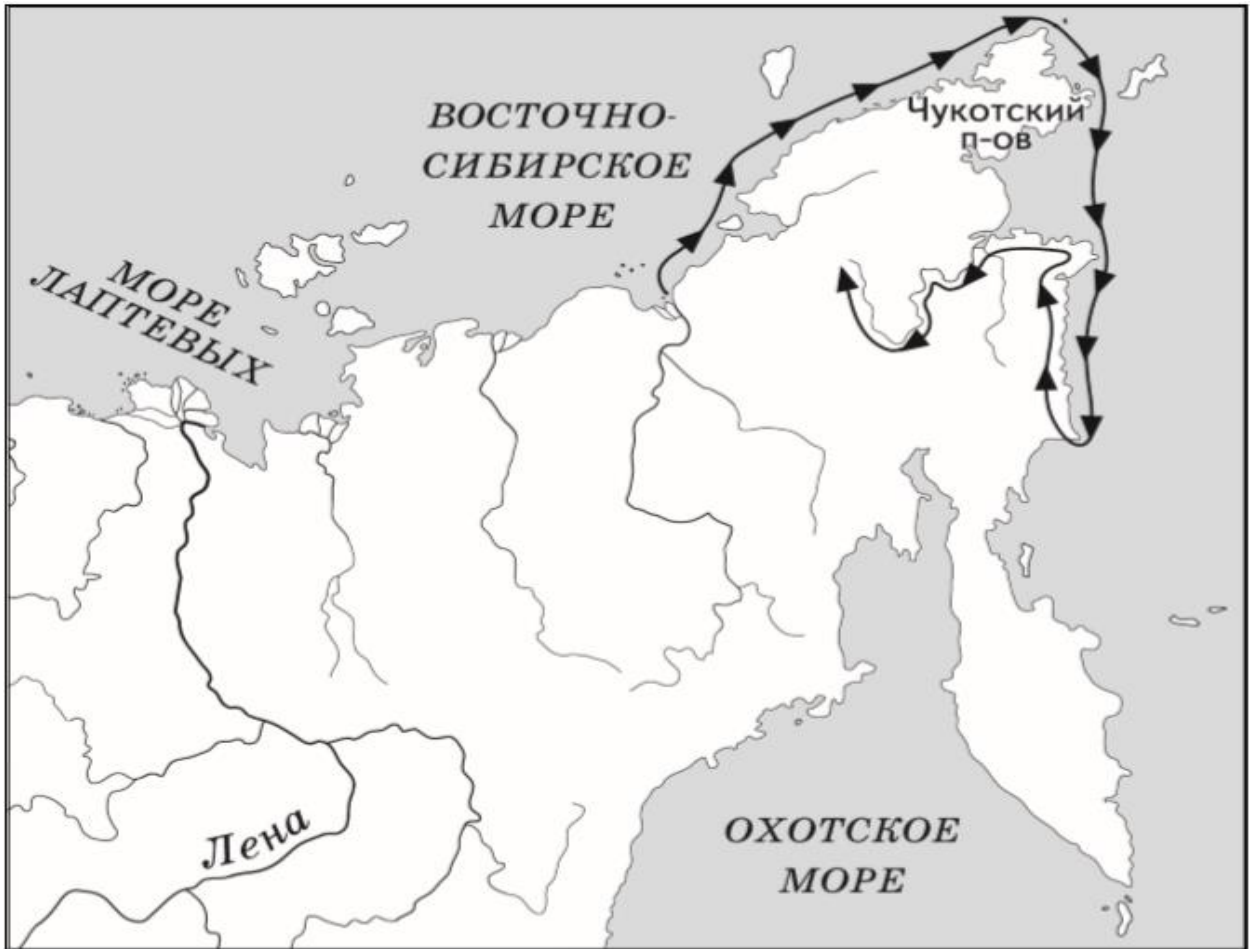 ВОСТОЧНО-
СИБИРСКОЕ
МОРЕ
Чукотский
п-ов
МОРЕ
ЛАПТЕВЫХ
Лена
ОХОТСКОЕ
МОРЕ